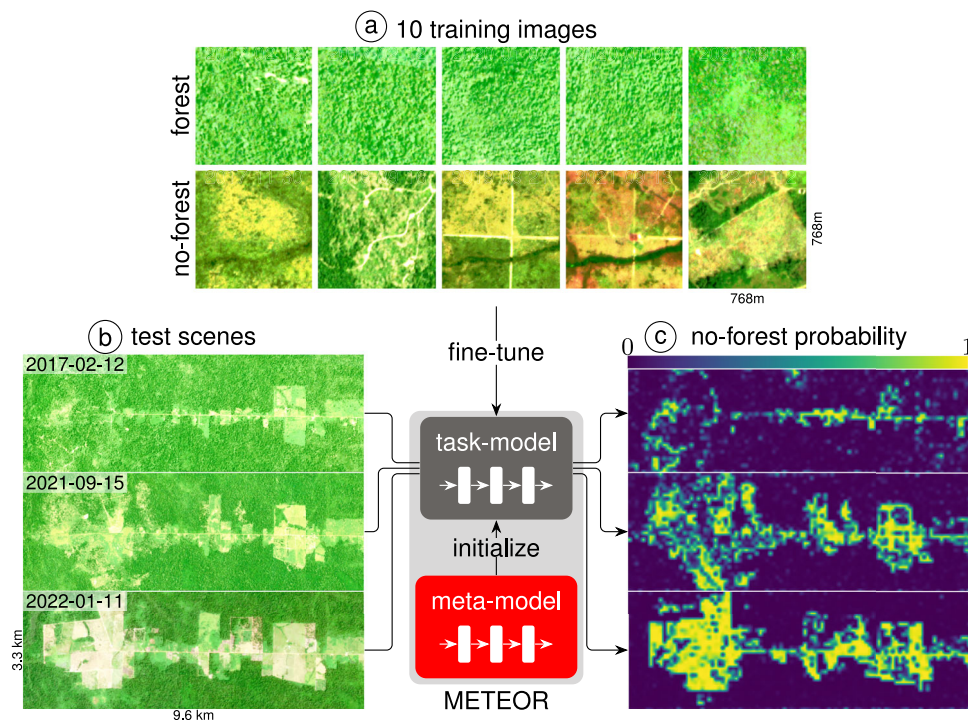 a 10 training images
forest
no-forest
768m
768m
b test scenes
fine-tune
c no-forest probability
0 1
2017-02-12
task-model
2021-09-15
initialize
2022-01-11
meta-model
3.3 km
METEOR
9.6 km